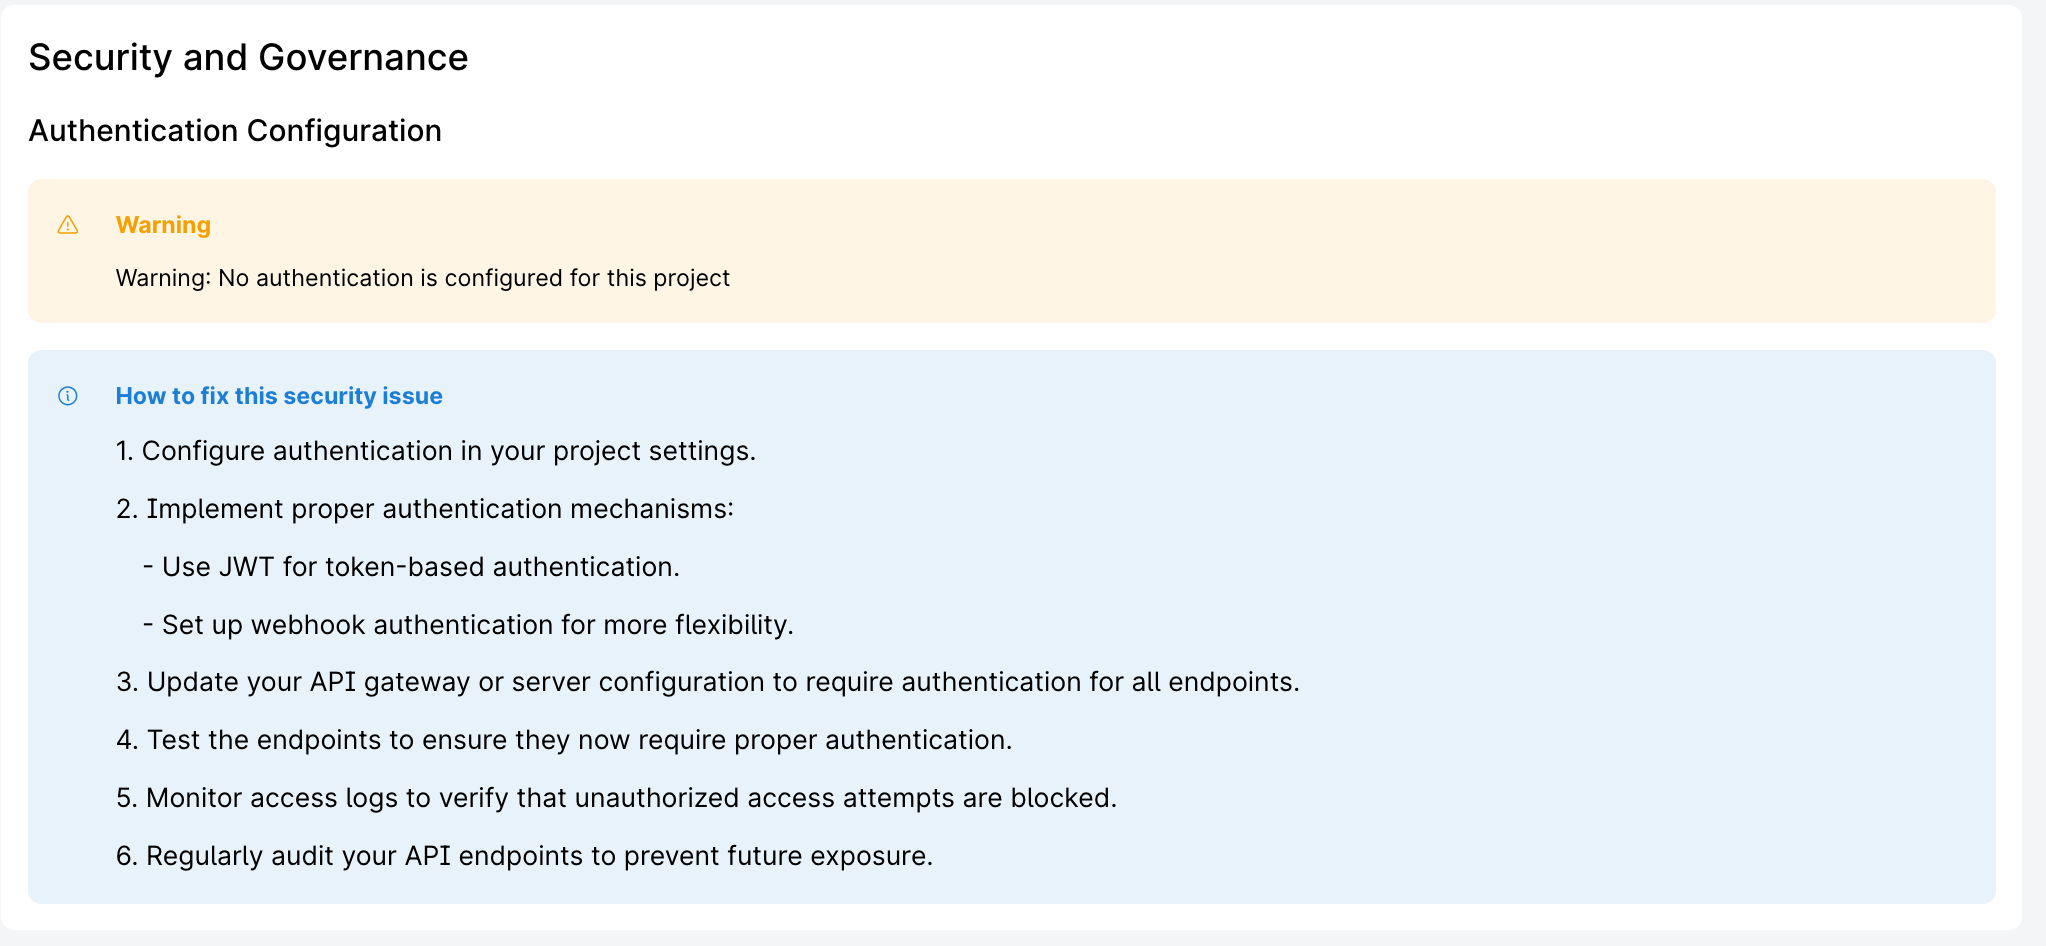 Security and Governance
Authentication Configuration
Warning
Warning: No authentication is configured for this project
How to fix this security issue
1. Configure authentication in your project settings.
2. Implement proper authentication mechanisms:
- Use JWT for token-based authentication.
- Set up webhook authentication for more flexibility.
3. Update your API gateway or server configuration to require authentication for all endpoints.
4. Test the endpoints to ensure they now require proper authentication.
5. Monitor access logs to verify that unauthorized access attempts are blocked.
6. Regularly audit your API endpoints to prevent future exposure.